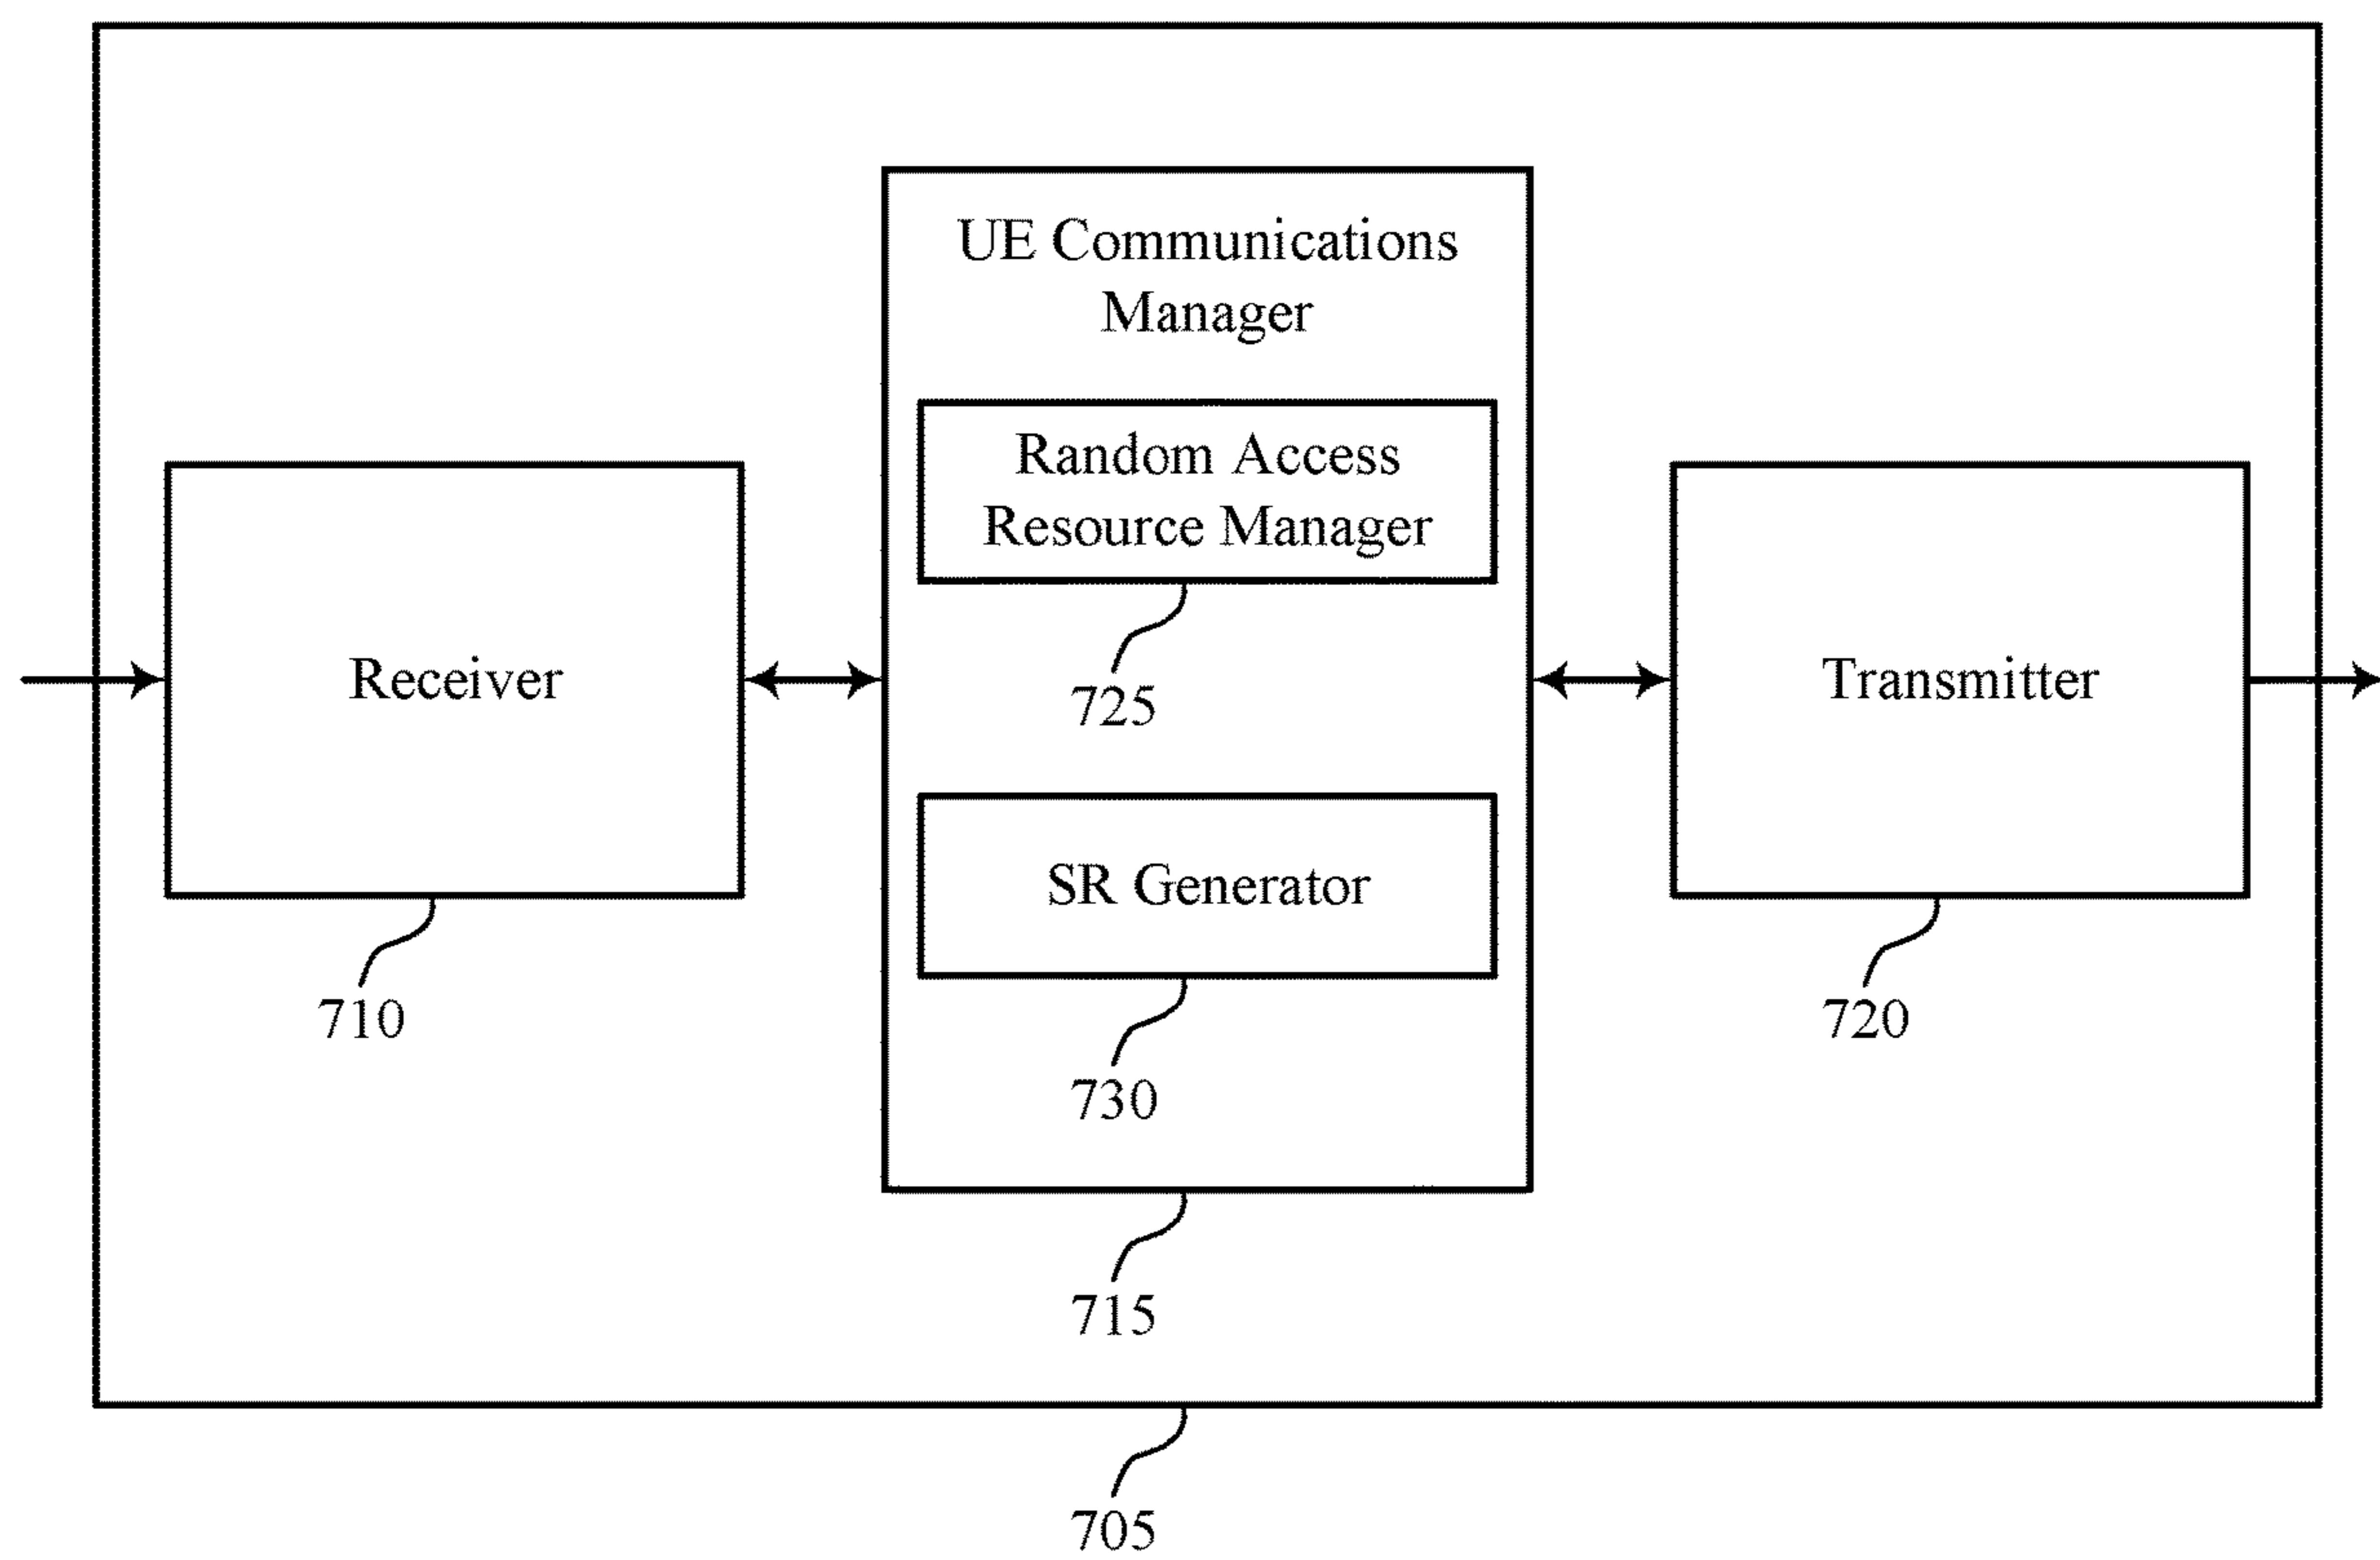 UE Communications
Manager
Random Access
Resource Manager
725
Receiver
Transmitter
SR Generator
730
710
720
715
705